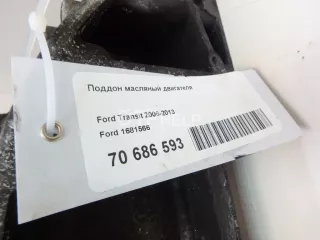 Поддон масляный двигателя
Ford Transit 2006-2013
Ford 1681566
70 686 593